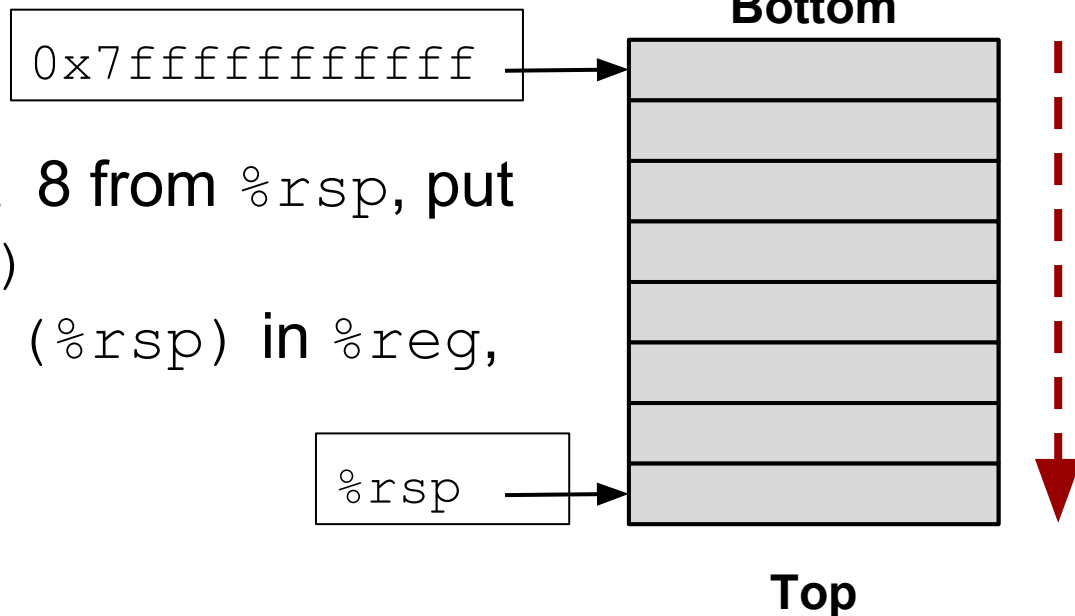 Bottom
0x7fffffffffff
8 from %rsp, put
)
(%rsp) in %reg,
%rsp
Top